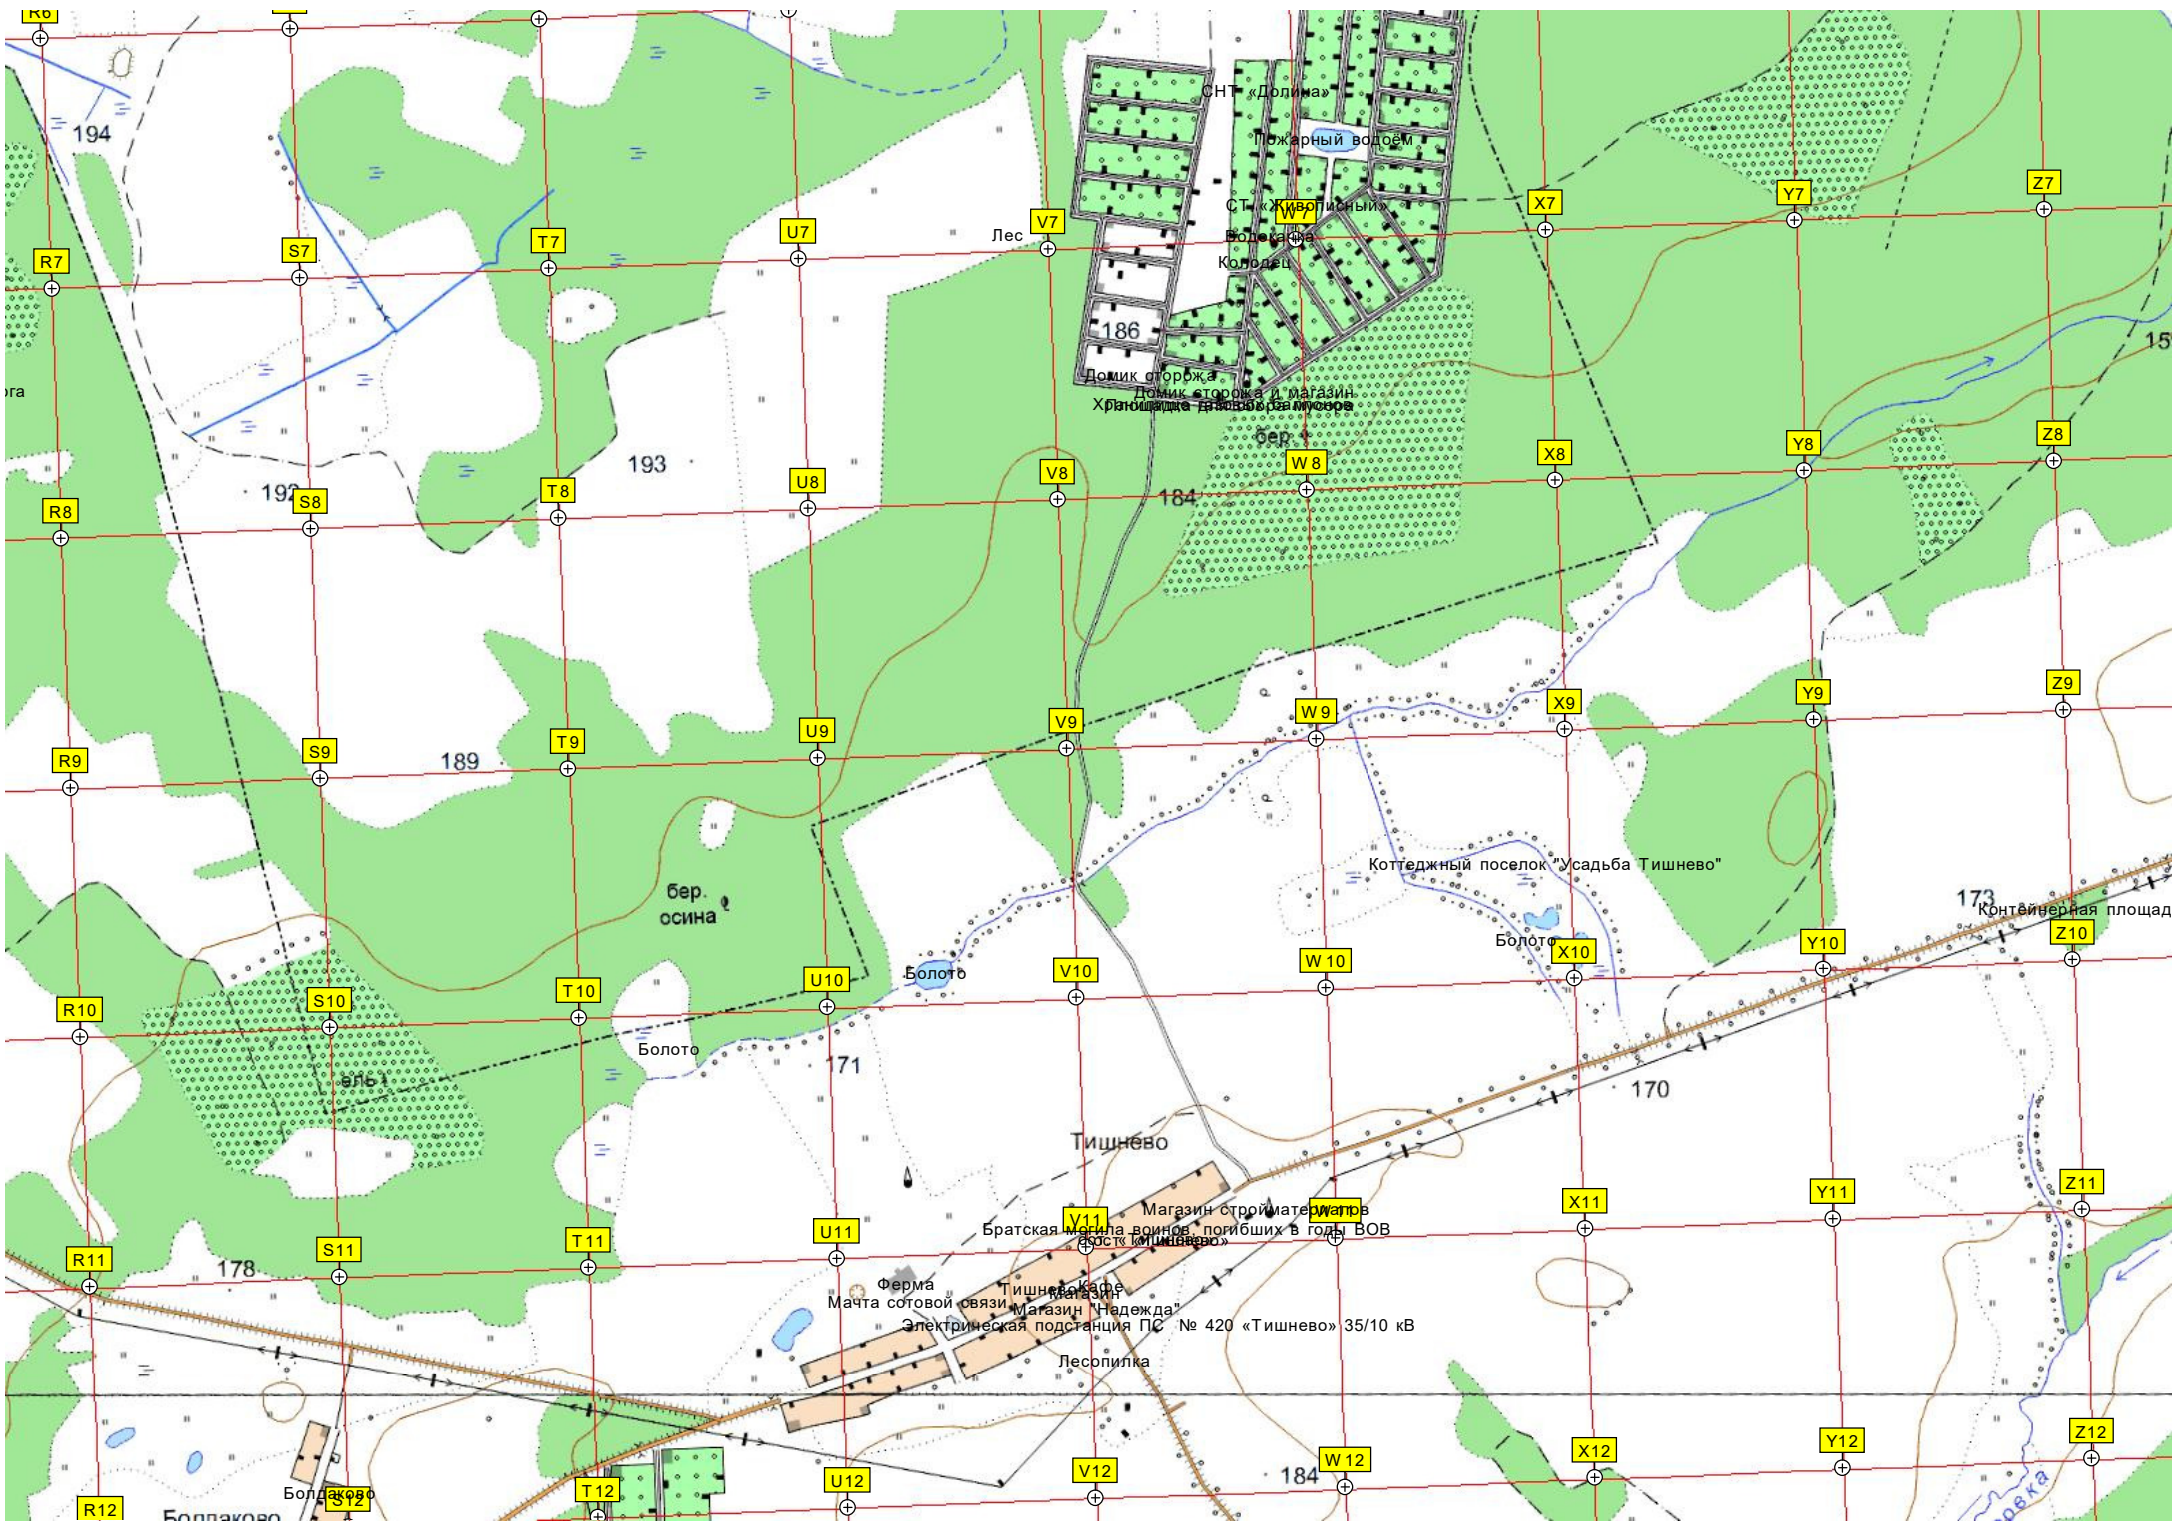 R6
194
СНТ «Долина»
Пожарный водоём
Z7
Y7
X7
СТ «Живописный»
W7
V7
U7
Лес
Водокачка
T7
S7
R7
Колодец
186
Домик сторожа
Домик сторожа и магазин
бер.
Z8
Y8
X8
W8
V8
U8
T8
193
192
S8
184
R8
Z9
Y9
X9
W9
V9
U9
T9
S9
189
R9
Коттеджный поселок "Усадьба Тишнево"
бер.
осина
173
Контейнерная площад
Z10
Y10
Болото
X10
W10
V10
Болото
U10
T10
S10
R10
Болото
171
ель
170
Тишнево
Z11
Y11
X11
W11
Магазин стройматериалов
V11
Братская могила воинов, погибших в годы ВОВ
U11
T11
S11
R11
178
Ферма
Тишнево
Кафе
Магазин
Мачта сотовой связи
Магазин "Надежда"
Электрическая подстанция ПС № 420 «Тишнево» 35/10 кВ
Лесопилка
Z12
Y12
X12
W12
184
V12
U12
T12
Болдаково
S12
R12
Болдаково
овка